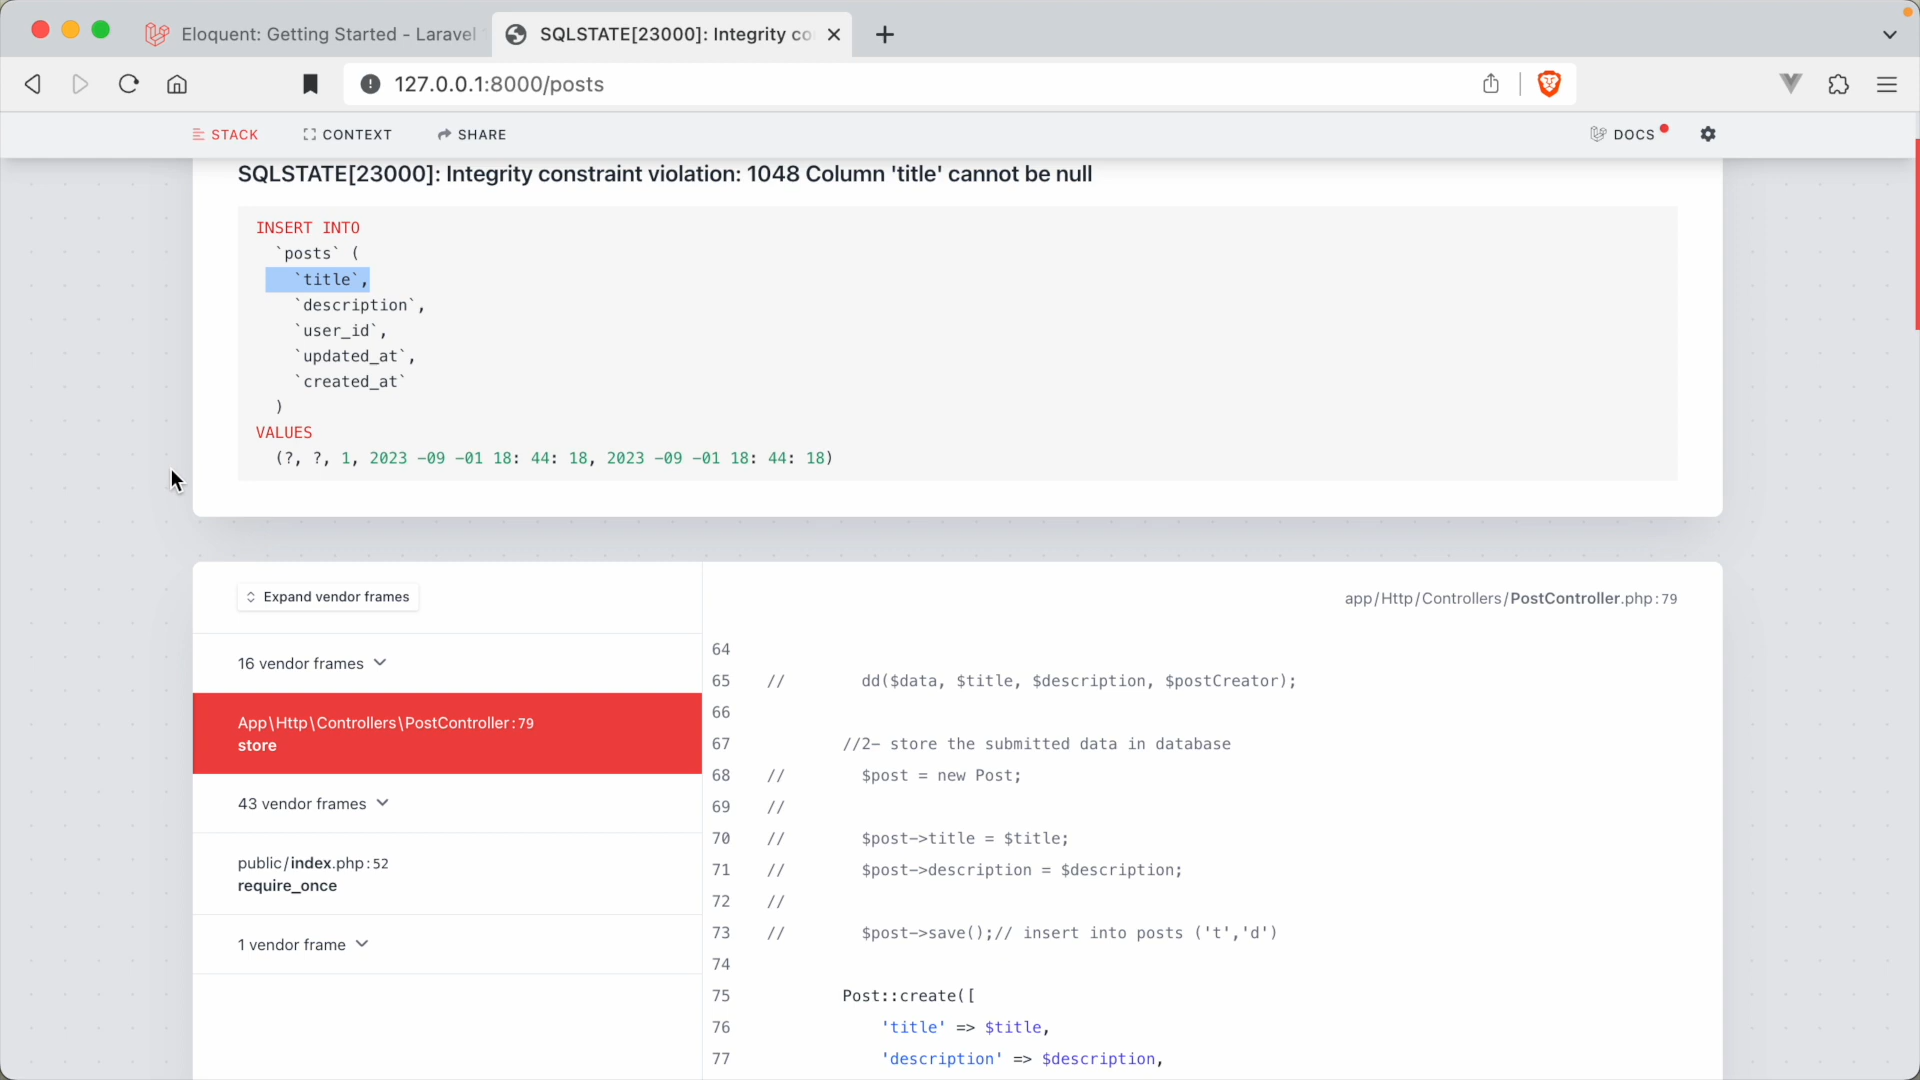 Eloquent: Getting Started - Laravel
SQLSTATE[23000]: Integrity co
127.0.0.1:8000/posts
STACK
CONTEXT
SHARE
DOCS
SQLSTATE[23000]: Integrity constraint violation: 1048 Column 'title' cannot be null
INSERT INTO
`posts` (
`title`,
`description`,
`user_id`,
`updated_at`,
`created_at`
)
VALUES
(?, ?, 1, 2023 -09 -01 18: 44: 18, 2023 -09 -01 18: 44: 18)
Expand vendor frames
16 vendor frames
App\Http\Controllers\PostController:79
store
43 vendor frames
public/index.php:52
require_once
1 vendor frame
app/Http/Controllers/PostController.php:79
64
65 // dd($data, $title, $description, $postCreator);
66
67 //2- store the submitted data in database
68 // $post = new Post;
69 //
70 // $post->title = $title;
71 // $post->description = $description;
72 //
73 // $post->save();// insert into posts ('t','d')
74
75 Post::create([
76 'title' => $title,
77 'description' => $description,